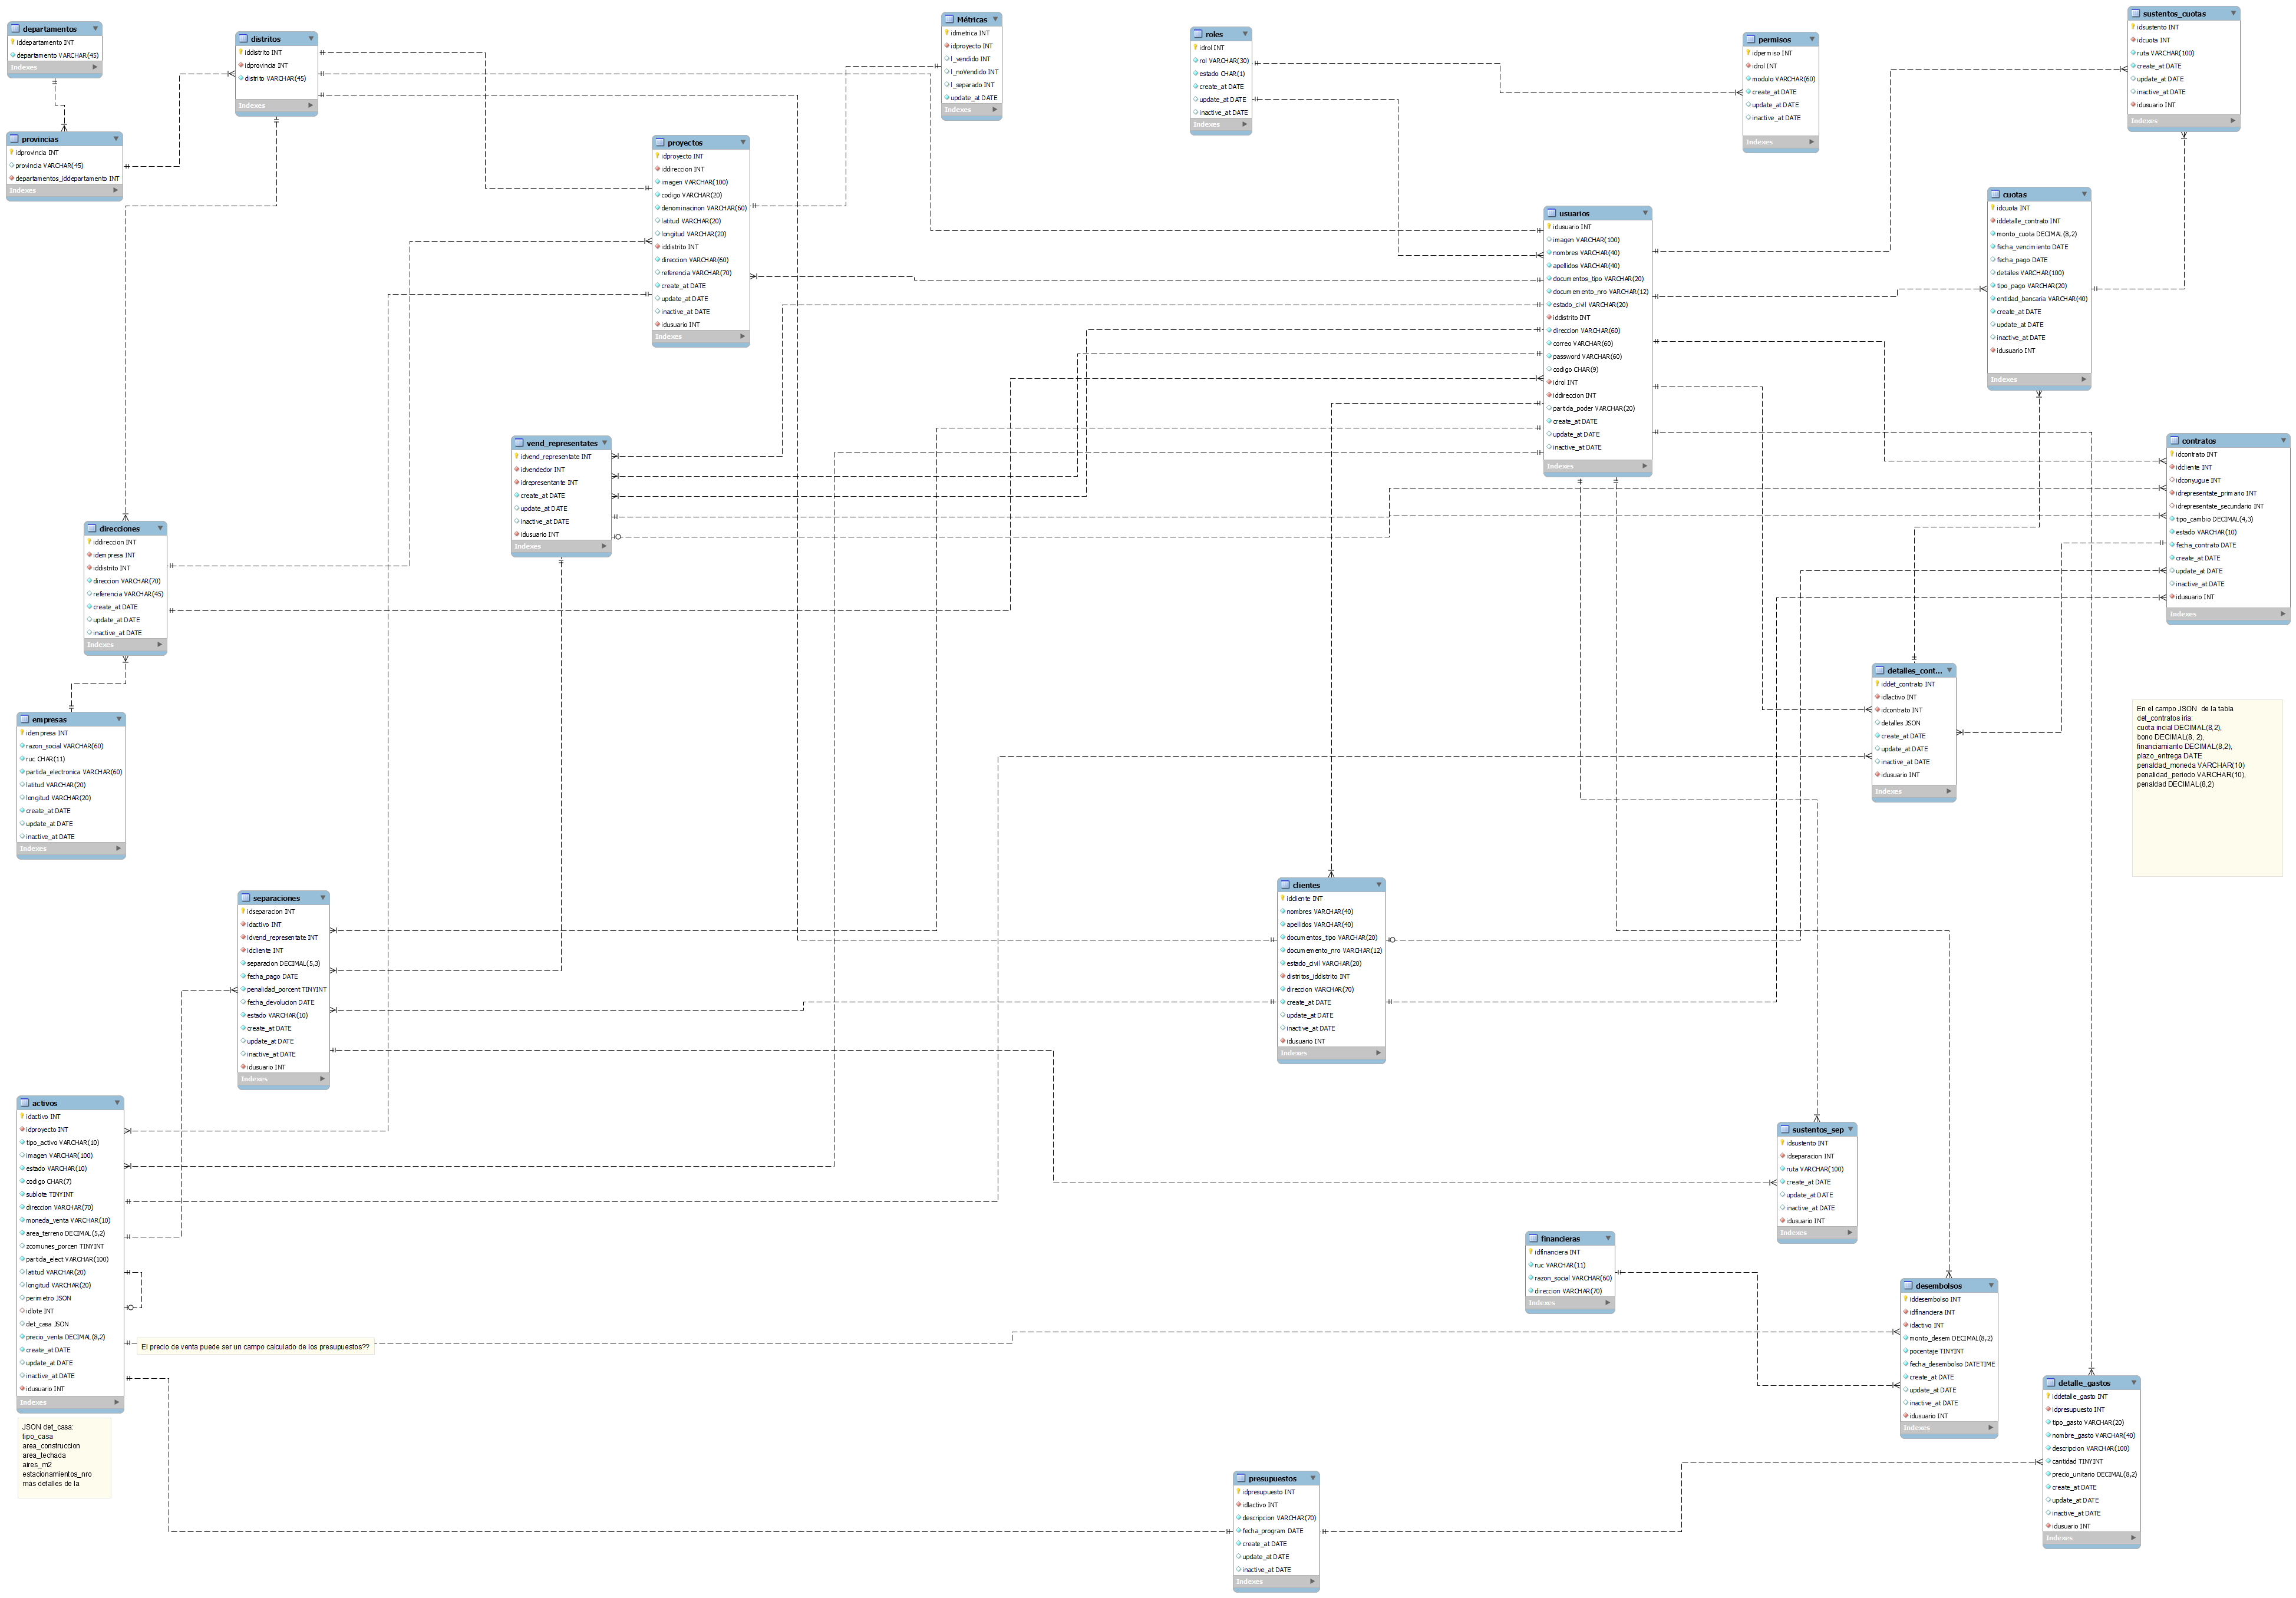 departamentos
iddepartamento INT
departamento VARCHAR(45)
Indexes
provincias
idprovincia INT
provincia VARCHAR(45)
departamentos_iddepartamento INT
Indexes
distritos
iddistrito INT
idprovincia INT
distrito VARCHAR(45)
Indexes
proyectos
idproyecto INT
iddireccion INT
imagen VARCHAR(100)
codigo VARCHAR(20)
denominacinon VARCHAR(60)
latitud VARCHAR(20)
longitud VARCHAR(20)
iddistrito INT
direccion VARCHAR(60)
referencia VARCHAR(70)
create_at DATE
update_at DATE
inactive_at DATE
idusuario INT
Indexes
Métricas
idmetrica INT
idproyecto INT
l_vendido INT
l_noVendido INT
l_separado INT
update_at DATE
Indexes
roles
idrol INT
rol VARCHAR(30)
estado CHAR(1)
create_at DATE
update_at DATE
inactive_at DATE
Indexes
permisos
idpermiso INT
idrol INT
modulo VARCHAR(60)
create_at DATE
update_at DATE
inactive_at DATE
Indexes
sustentos_cuotas
idsustento INT
idcuota INT
ruta VARCHAR(100)
create_at DATE
update_at DATE
inactive_at DATE
idusuario INT
Indexes
usuarios
idusuario INT
imagen VARCHAR(100)
nombres VARCHAR(40)
apellidos VARCHAR(40)
documentos_tipo VARCHAR(20)
documemento_nro VARCHAR(12)
estado_civil VARCHAR(20)
iddistrito INT
direccion VARCHAR(60)
correo VARCHAR(60)
password VARCHAR(60)
codigo CHAR(9)
idrol INT
iddireccion INT
partida_poder VARCHAR(20)
create_at DATE
update_at DATE
inactive_at DATE
Indexes
cuotas
idcuota INT
iddetalle_contrato INT
monto_cuota DECIMAL(8,2)
fecha_vencimiento DATE
fecha_pago DATE
detalles VARCHAR(100)
tipo_pago VARCHAR(20)
entidad_bancaria VARCHAR(40)
create_at DATE
update_at DATE
inactive_at DATE
idusuario INT
Indexes
vend_representates
idvend_representate INT
idvendedor INT
idrepresentante INT
create_at DATE
update_at DATE
inactive_at DATE
idusuario INT
Indexes
contratos
idcontrato INT
idcliente INT
idconyugue INT
idrepresentate_primario INT
idrepresentate_secundario INT
tipo_cambio DECIMAL(4,3)
estado VARCHAR(10)
fecha_contrato DATE
create_at DATE
update_at DATE
inactive_at DATE
idusuario INT
Indexes
direcciones
iddireccion INT
idempresa INT
iddistrito INT
direccion VARCHAR(70)
referencia VARCHAR(45)
create_at DATE
update_at DATE
inactive_at DATE
Indexes
detalles_cont...
iddet_contrato INT
idlactivo INT
idcontrato INT
detalles JSON
create_at DATE
update_at DATE
inactive_at DATE
idusuario INT
Indexes
En el campo JSON de la tabla
det_contratos iria:
cuota incial DECIMAL(8,2),
bono DECIMAL(8, 2),
financiamianto DECIMAL(8,2),
plazo_entrega DATE
penaldad_moneda VARCHAR(10)
penalidad_periodo VARCHAR(10),
penaldad DECIMAL(8,2)
empresas
idempresa INT
razon_social VARCHAR(60)
ruc CHAR(11)
partida_electronica VARCHAR(60)
latitud VARCHAR(20)
longitud VARCHAR(20)
create_at DATE
update_at DATE
inactive_at DATE
Indexes
separaciones
idseparacion INT
idactivo INT
idvend_representate INT
idcliente INT
separacion DECIMAL(5,3)
fecha_pago DATE
penalidad_porcent TINYINT
fecha_devolucion DATE
estado VARCHAR(10)
create_at DATE
update_at DATE
inactive_at DATE
idusuario INT
Indexes
clientes
idcliente INT
nombres VARCHAR(40)
apellidos VARCHAR(40)
documentos_tipo VARCHAR(20)
documemento_nro VARCHAR(12)
estado_civil VARCHAR(20)
distritos_iddistrito INT
direccion VARCHAR(70)
create_at DATE
update_at DATE
inactive_at DATE
idusuario INT
Indexes
activos
idactivo INT
idproyecto INT
tipo_activo VARCHAR(10)
imagen VARCHAR(100)
estado VARCHAR(10)
codigo CHAR(7)
sublote TINYINT
direccion VARCHAR(70)
moneda_venta VARCHAR(10)
area_terreno DECIMAL(5,2)
zcomunes_porcen TINYINT
partida_elect VARCHAR(100)
latitud VARCHAR(20)
longitud VARCHAR(20)
perimetro JSON
idlote INT
det_casa JSON
precio_venta DECIMAL(8,2)
create_at DATE
update_at DATE
inactive_at DATE
idusuario INT
Indexes
El precio de venta puede ser un campo calculado de los presupuestos??
JSON det_casa:
tipo_casa
area_construccion
area_techada
aires_m2
estacionamientos_nro
más detalles de la
sustentos_sep
idsustento INT
idseparacion INT
ruta VARCHAR(100)
create_at DATE
update_at DATE
inactive_at DATE
idusuario INT
Indexes
financieras
idfinanciera INT
ruc VARCHAR(11)
razon_social VARCHAR(60)
direccion VARCHAR(70)
Indexes
desembolsos
iddesembolso INT
idfinanciera INT
idactivo INT
monto_desem DECIMAL(8,2)
pocentaje TINYINT
fecha_desembolso DATETIME
create_at DATE
update_at DATE
inactive_at DATE
idusuario INT
Indexes
detalle_gastos
iddetalle_gasto INT
idpresupuesto INT
tipo_gasto VARCHAR(20)
nombre_gasto VARCHAR(40)
descripcion VARCHAR(100)
cantidad TINYINT
precio_unitario DECIMAL(8,2)
create_at DATE
update_at DATE
inactive_at DATE
idusuario INT
Indexes
presupuestos
idpresupuesto INT
idlactivo INT
descripcion VARCHAR(70)
fecha_program DATE
create_at DATE
update_at DATE
inactive_at DATE
Indexes